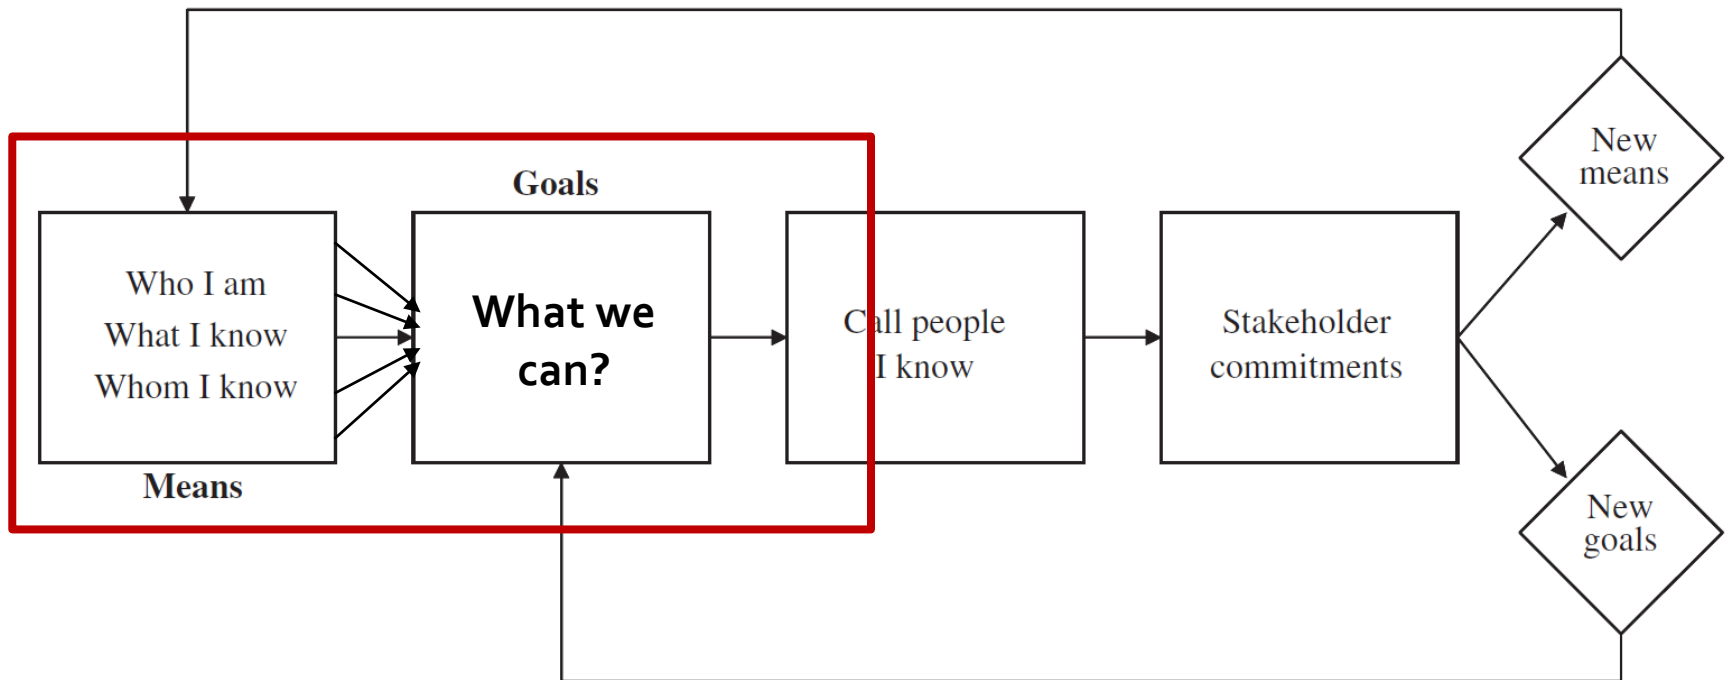 Goals
Who I am
What I know
Whom I know
Means
What we
can?
Call people
I know
Stakeholder
commitments
New
means
New
goals